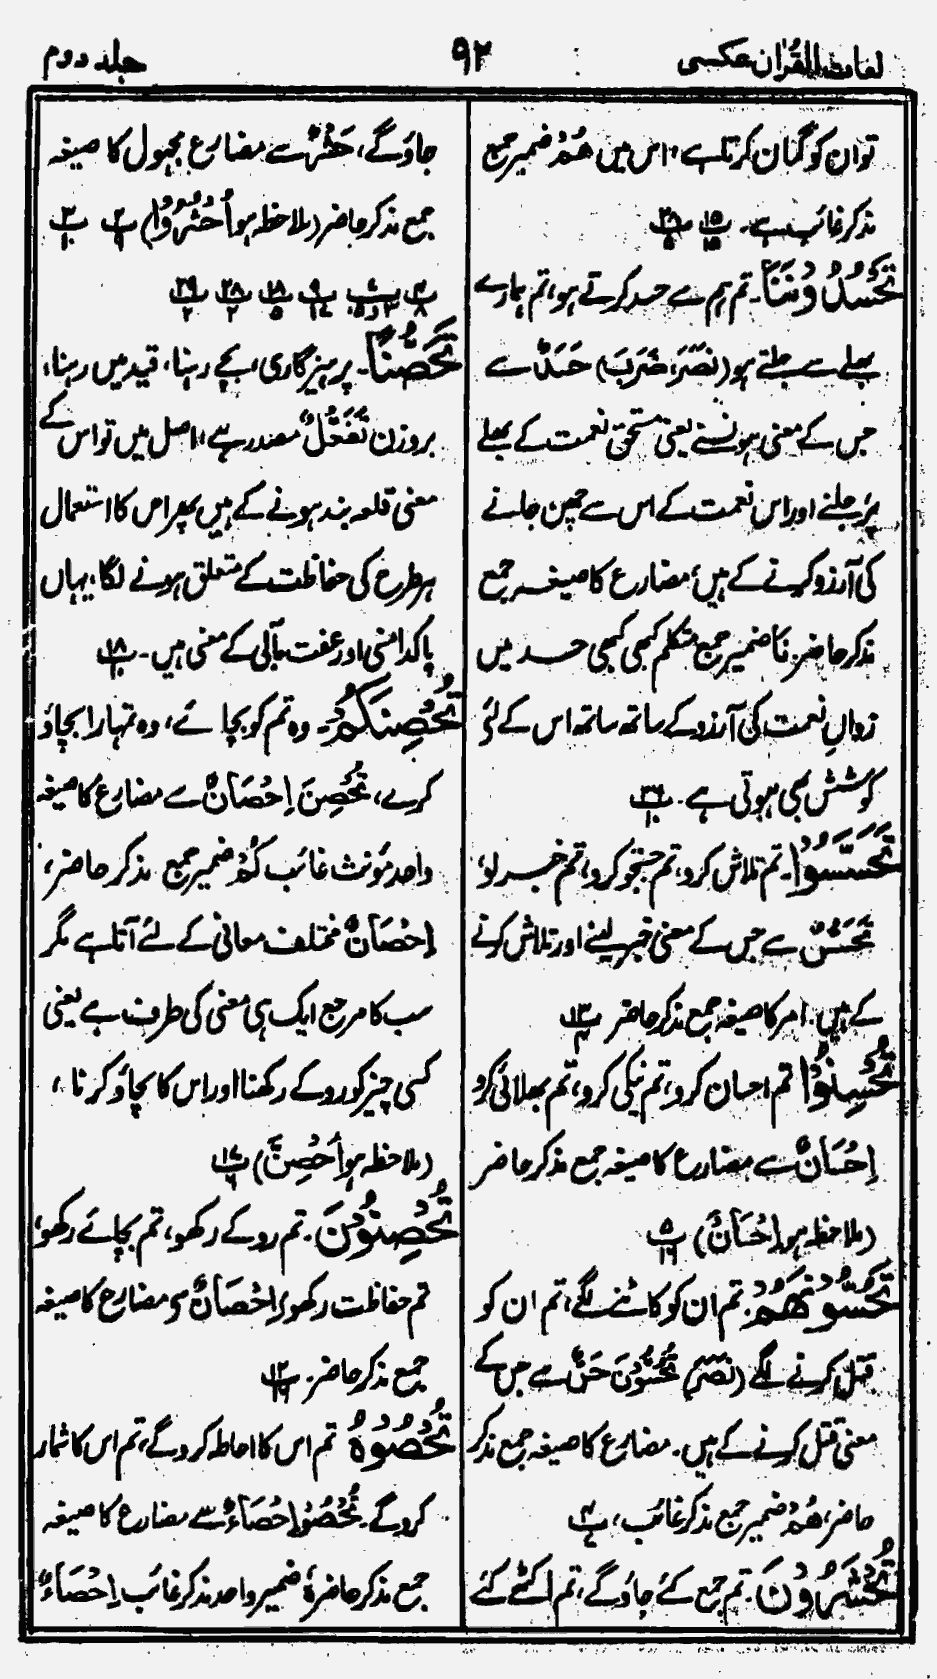 لغات القرآن عکسی
۹۲
جلد دوم
تو ان کو گمان کرتا ہے، اس میں ھُمْ ضمیر جمع
مذکر غائب ہے۔
تَحْسُدُوْنَنَا۔ تم ہم سے حسد کرتے ہو، تم ہمارے
بھلے سے جلتے ہو (نَصَرَ، ضَرَبَ) حَسَدٌ سے
جس کے معنی ہونسنے یعنی مستحق نعمت کے بھلے
پر جلنے اور اس نعمت کے اس سے چھن جانے
کی آرزو کرنے کے ہیں، مضارع کا صیغہ جمع
مذکر حاضر۔ نَا ضمیر جمع متکلم کبھی کبھی حسد میں
زوالِ نعمت کی آرزو کے ساتھ ساتھ اس کے لئے
کوشش بھی ہوتی ہے۔
تَحَسَّسُوْا۔ تم تلاش کرو، تم جستجو کرو، تم خبر لو،
تَحَسُّسٌ سے جس کے معنی خبر لینے اور تلاش کرنے
کے ہیں۔ امر کا صیغہ جمع مذکر حاضر
تُحْسِنُوْا تم احسان کرو، تم نیکی کرو، تم بھلائی کرو
اِحْسَانٌ سے مضارع کا صیغہ جمع مذکر حاضر
(ملاحظہ ہو اِحْسَانٌ)
تَحُسُّوْنَهُمْ۔ تم ان کو کاٹنے لگے، تم ان کو
قتل کرنے لگے (نَصَرَ) تَحُسُّوْنَ حَسٌّ سے جس کے
معنی قتل کرنے کے ہیں۔ مضارع کا صیغہ جمع مذکر
حاضر، ھُمْ ضمیر جمع مذکر غائب،
تُحْشَرُوْنَ۔ تم جمع کئے جاؤ گے، تم اکٹھے کئے
جاؤ گے، حَشْرٌ سے مضارع مجہول کا صیغہ
جمع مذکر حاضر (ملاحظہ ہو اُحْشُرُوْا)
تَحَصُّنًا۔ پرہیزگاری، بچے رہنا، قید میں رہنا،
بروزن تَفَعُّلٌ مصدر ہے، اصل میں تو اس کے
معنی قلعہ بند ہونے کے ہیں پھر اس کا استعمال
ہر طرح کی حفاظت کے متعلق ہونے لگا، یہاں
پاکدامنی اور عفت مآبی کے معنی ہیں۔
تُحْصِنَكُمْ۔ وہ تم کو بچائے، وہ تمہارا بچاؤ
کرے، تُحْصِنَ اِحْصَانٌ سے مضارع کا صیغہ
واحد مؤنث غائب كُمْ ضمیر جمع مذکر حاضر،
اِحْصَانٌ مختلف معانی کے لئے آتا ہے مگر
سب کا مرجع ایک ہی معنی کی طرف ہے یعنی
کسی چیز کو روکے رکھنا اور اس کا بچاؤ کرنا،
(ملاحظہ ہو اُحْصِنَّ)
تُحْصِنُوْنَ۔ تم روکے رکھو، تم بچائے رکھو،
تم حفاظت رکھو، اِحْصَانٌ سے مضارع کا صیغہ
جمع مذکر حاضر۔
تُحْصُوْهُ تم اس کا احاطہ کرو گے، تم اس کا شمار
کرو گے۔ تُحْصُوْا اِحْصَاءٌ سے مضارع کا صیغہ
جمع مذکر حاضر هُ ضمیر واحد مذکر غائب اِحْصَاءٌ